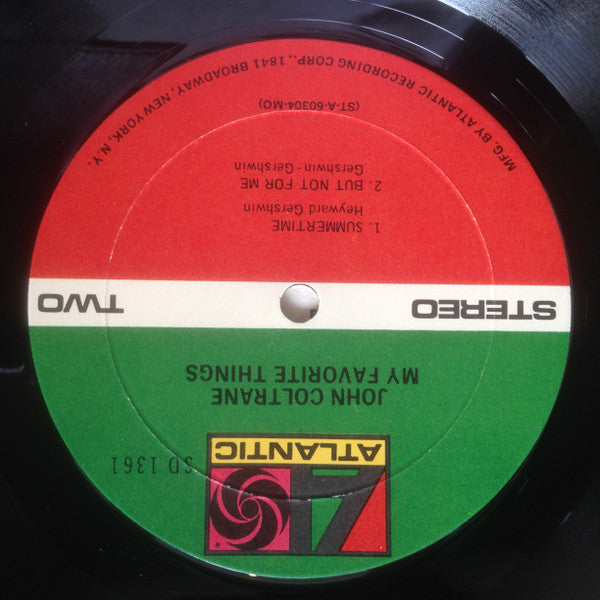 ATLANTIC
SD 1361
JOHN COLTRANE
MY FAVORITE THINGS
STEREO
TWO
1. SUMMERTIME
Heyward Gershwin
2. BUT NOT FOR ME
Gershwin - Gershwin
(ST-A-60304-MO)
MFG. BY ATLANTIC RECORDING CORP., 1841 BROADWAY, NEW YORK, N.Y.